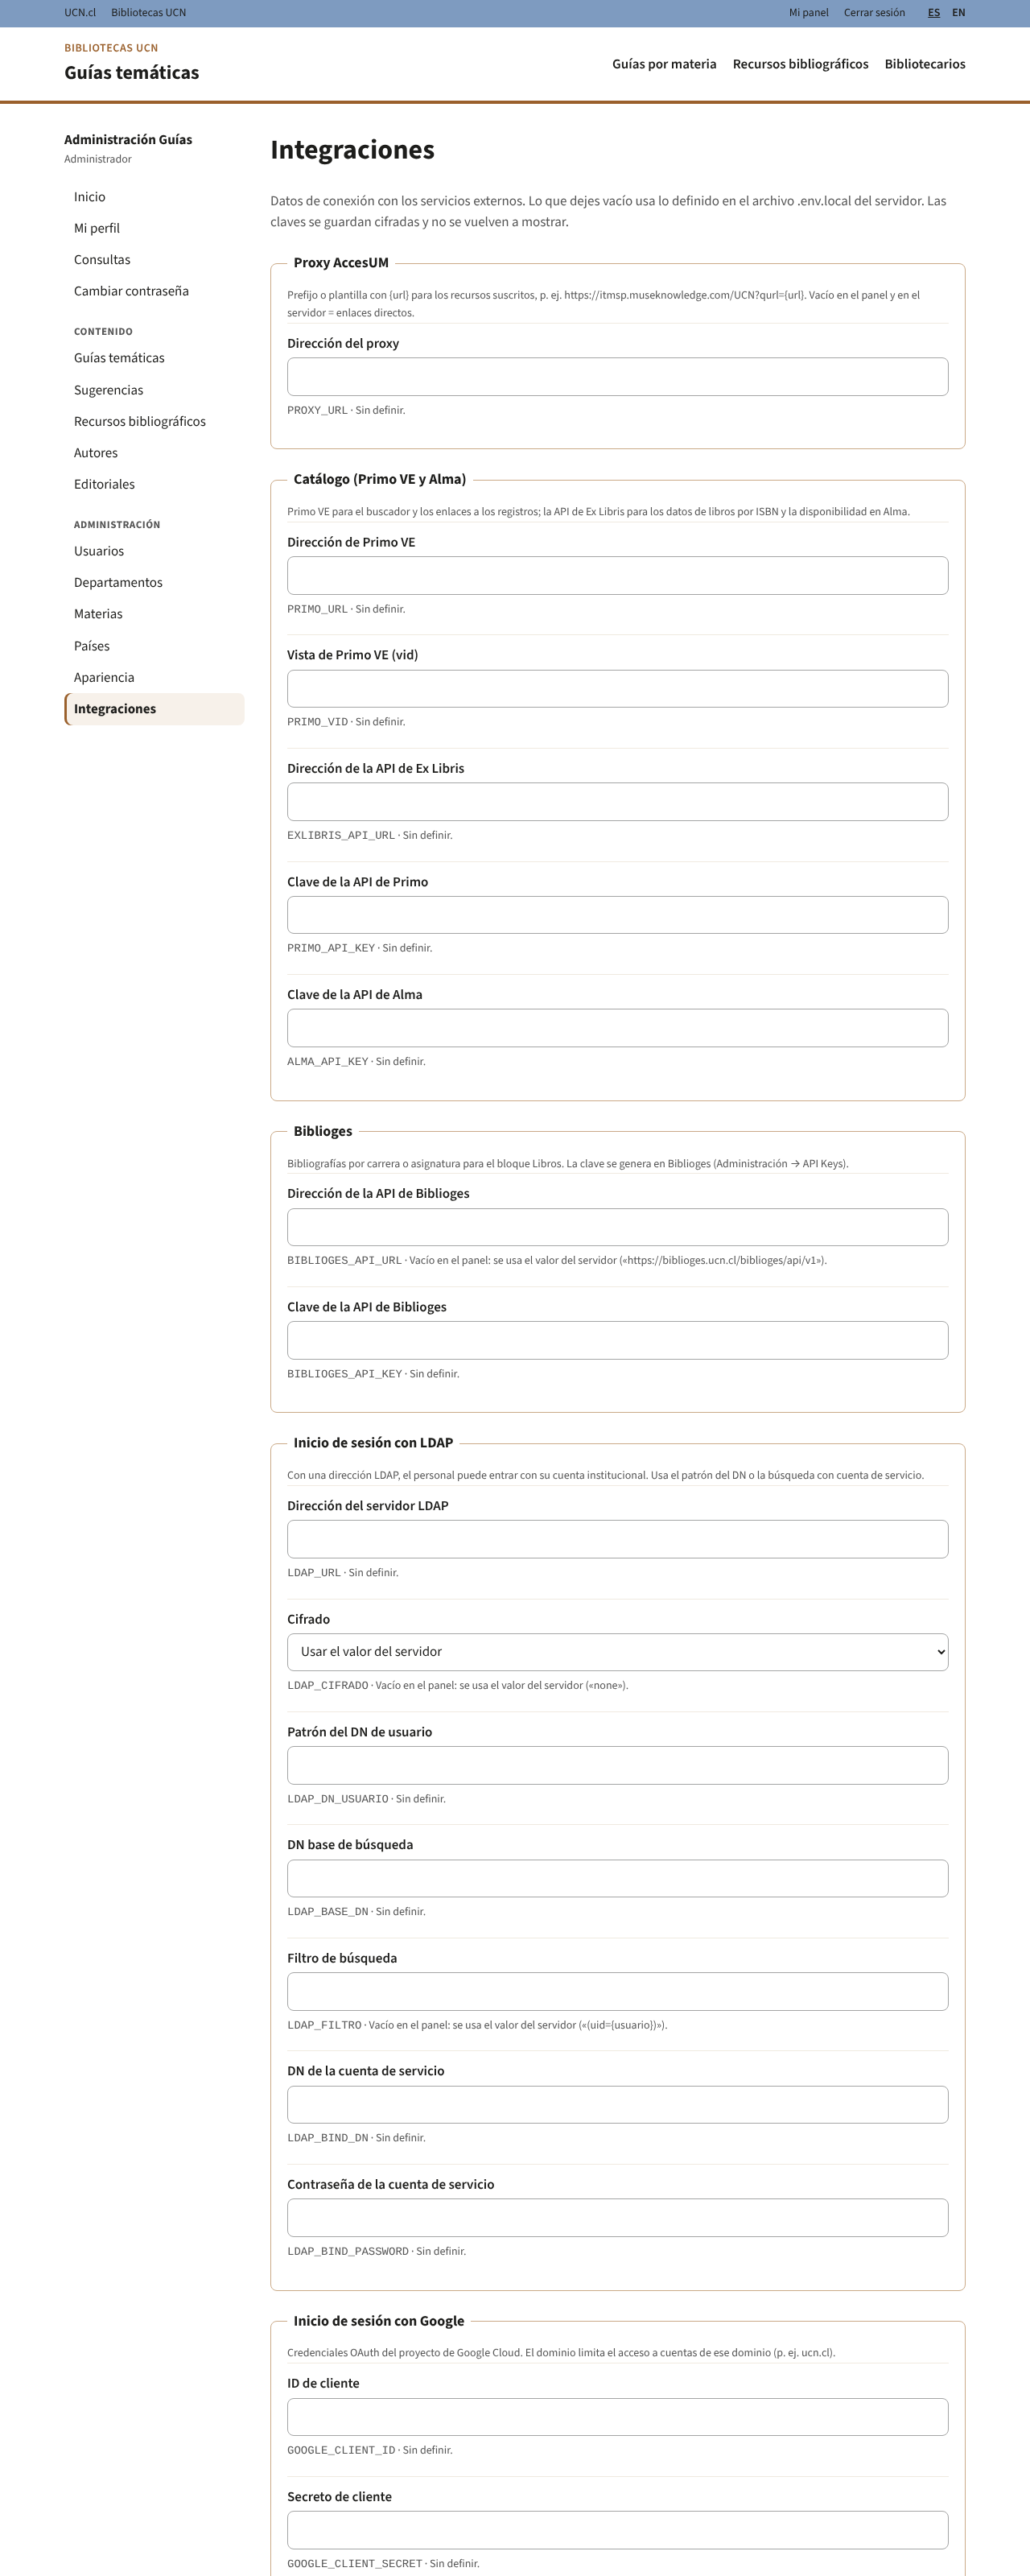 UCN.cl Bibliotecas UCN Mi panel Cerrar sesión ES EN
BIBLIOTECAS UCN
Guías temáticas
Guías por materia Recursos bibliográficos Bibliotecarios
Administración Guías
Administrador
Inicio
Mi perfil
Consultas
Cambiar contraseña
CONTENIDO
Guías temáticas
Sugerencias
Recursos bibliográficos
Autores
Editoriales
ADMINISTRACIÓN
Usuarios
Departamentos
Materias
Países
Apariencia
Integraciones
Integraciones
Datos de conexión con los servicios externos. Lo que dejes vacío usa lo definido en el archivo .env.local del servidor. Las
claves se guardan cifradas y no se vuelven a mostrar.
Proxy AccesUM
Prefijo o plantilla con {url} para los recursos suscritos, p. ej. https://itmsp.museknowledge.com/UCN?qurl={url}. Vacío en el panel y en el
servidor = enlaces directos.
Dirección del proxy
PROXY_URL · Sin definir.
Catálogo (Primo VE y Alma)
Primo VE para el buscador y los enlaces a los registros; la API de Ex Libris para los datos de libros por ISBN y la disponibilidad en Alma.
Dirección de Primo VE
PRIMO_URL · Sin definir.
Vista de Primo VE (vid)
PRIMO_VID · Sin definir.
Dirección de la API de Ex Libris
EXLIBRIS_API_URL · Sin definir.
Clave de la API de Primo
PRIMO_API_KEY · Sin definir.
Clave de la API de Alma
ALMA_API_KEY · Sin definir.
Biblioges
Bibliografías por carrera o asignatura para el bloque Libros. La clave se genera en Biblioges (Administración → API Keys).
Dirección de la API de Biblioges
BIBLIOGES_API_URL · Vacío en el panel: se usa el valor del servidor («https://biblioges.ucn.cl/biblioges/api/v1»).
Clave de la API de Biblioges
BIBLIOGES_API_KEY · Sin definir.
Inicio de sesión con LDAP
Con una dirección LDAP, el personal puede entrar con su cuenta institucional. Usa el patrón del DN o la búsqueda con cuenta de servicio.
Dirección del servidor LDAP
LDAP_URL · Sin definir.
Cifrado
Usar el valor del servidor
LDAP_CIFRADO · Vacío en el panel: se usa el valor del servidor («none»).
Patrón del DN de usuario
LDAP_DN_USUARIO · Sin definir.
DN base de búsqueda
LDAP_BASE_DN · Sin definir.
Filtro de búsqueda
LDAP_FILTRO · Vacío en el panel: se usa el valor del servidor («(uid={usuario})»).
DN de la cuenta de servicio
LDAP_BIND_DN · Sin definir.
Contraseña de la cuenta de servicio
LDAP_BIND_PASSWORD · Sin definir.
Inicio de sesión con Google
Credenciales OAuth del proyecto de Google Cloud. El dominio limita el acceso a cuentas de ese dominio (p. ej. ucn.cl).
ID de cliente
GOOGLE_CLIENT_ID · Sin definir.
Secreto de cliente
GOOGLE_CLIENT_SECRET · Sin definir.